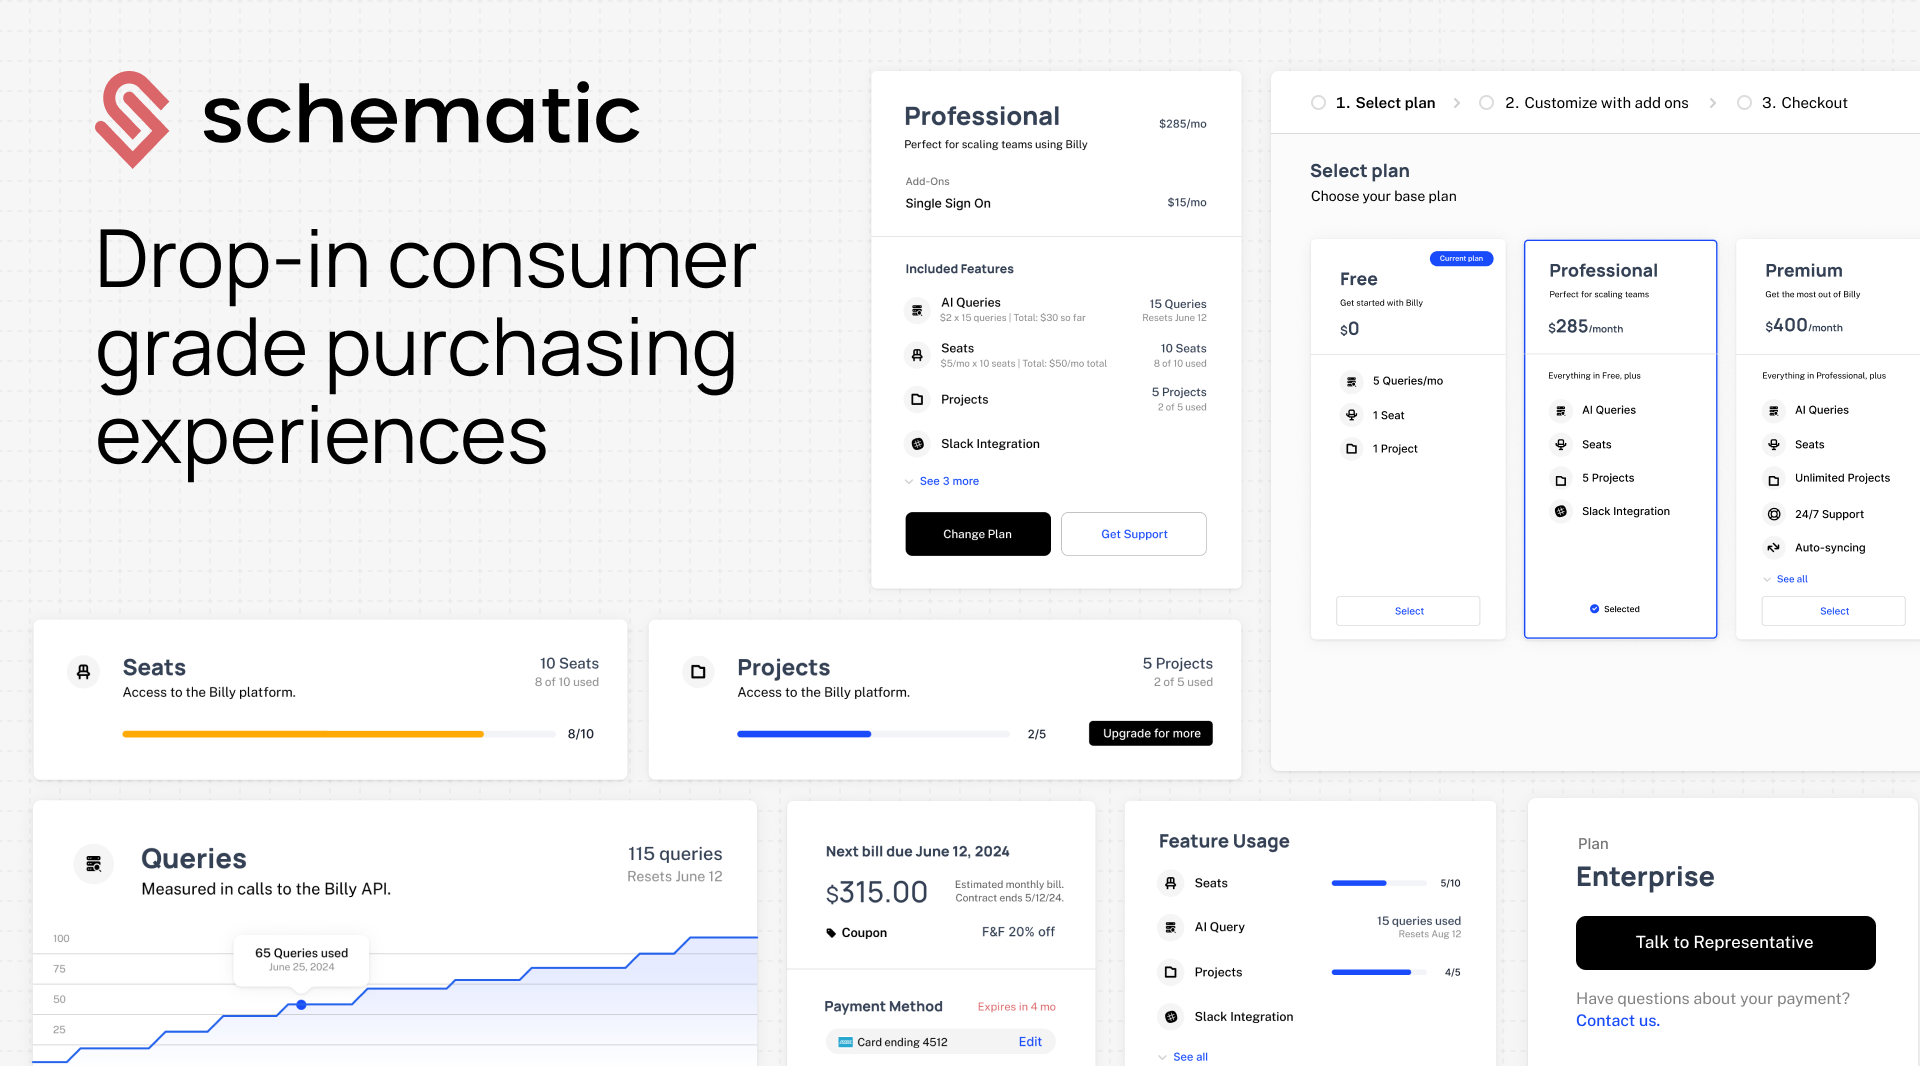 schematic
Drop-in consumer
grade purchasing
experiences
Professional
$285/mo
Perfect for scaling teams using Billy
Add-Ons
Single Sign On
$15/mo
Included Features
AI Queries
15 Queries
$2 x 15 queries | Total: $30 so far
Resets June 12
Seats
10 Seats
$5/mo x 10 seats | Total: $50/mo total
8 of 10 used
Projects
5 Projects
2 of 5 used
Slack Integration
See 3 more
Change Plan
Get Support
1. Select plan
2. Customize with add ons
3. Checkout
Select plan
Choose your base plan
Current plan
Free
Get started with Billy
$0
5 Queries/mo
1 Seat
1 Project
Select
Professional
Perfect for scaling teams
$285/month
Everything in Free, plus
AI Queries
Seats
5 Projects
Slack Integration
Selected
Premium
Get the most out of Billy
$400/month
Everything in Professional, plus
AI Queries
Seats
Unlimited Projects
24/7 Support
Auto-syncing
See all
Select
Seats
10 Seats
Access to the Billy platform.
8 of 10 used
8/10
Projects
5 Projects
Access to the Billy platform.
2 of 5 used
2/5
Upgrade for more
Queries
115 queries
Measured in calls to the Billy API.
Resets June 12
100
75
50
25
65 Queries used
June 25, 2024
Next bill due June 12, 2024
$315.00
Estimated monthly bill.
Contract ends 5/12/24.
Coupon
F&F 20% off
Payment Method
Expires in 4 mo
Card ending 4512
Edit
Feature Usage
Seats
5/10
AI Query
15 queries used
Resets Aug 12
Projects
4/5
Slack Integration
See all
Plan
Enterprise
Talk to Representative
Have questions about your payment?
Contact us.